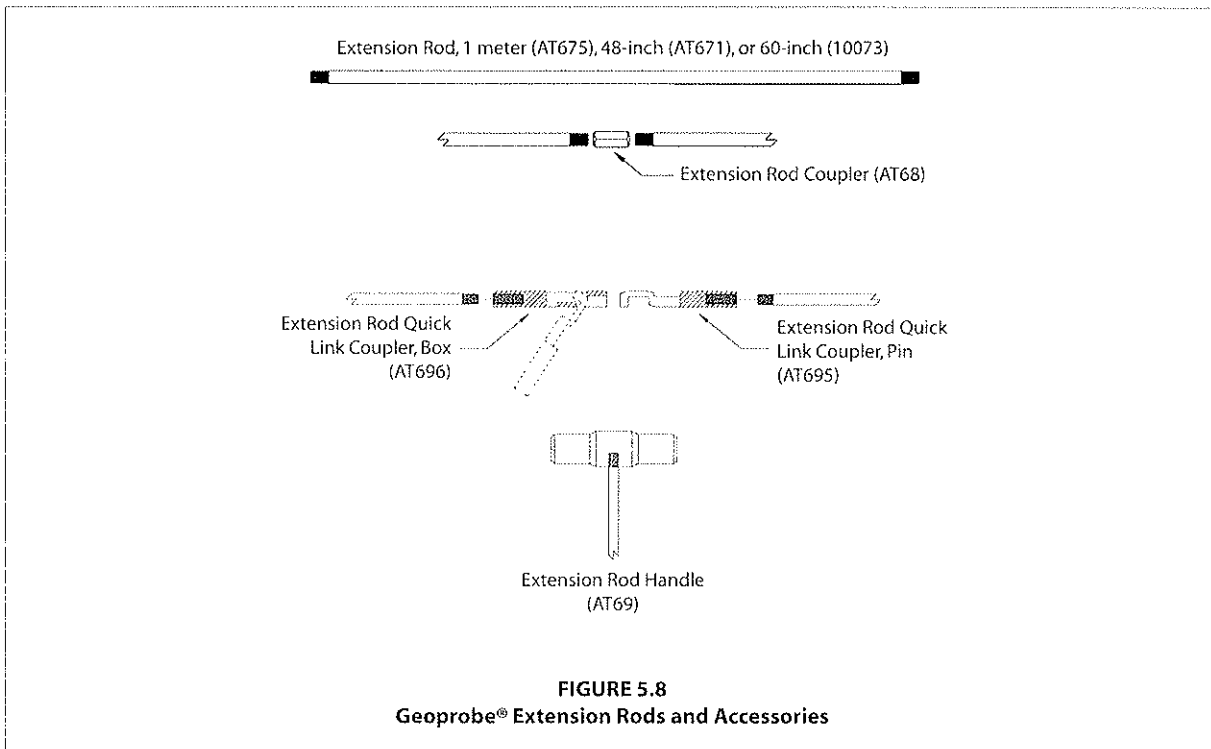 Extension Rod, 1 meter (AT675), 48-inch (AT671), or 60-inch (10073)
Extension Rod Coupler (AT68)
Extension Rod Quick
Link Coupler, Box
(AT696)
Extension Rod Quick
Link Coupler, Pin
(AT695)
Extension Rod Handle
(AT69)
FIGURE 5.8
Geoprobe® Extension Rods and Accessories